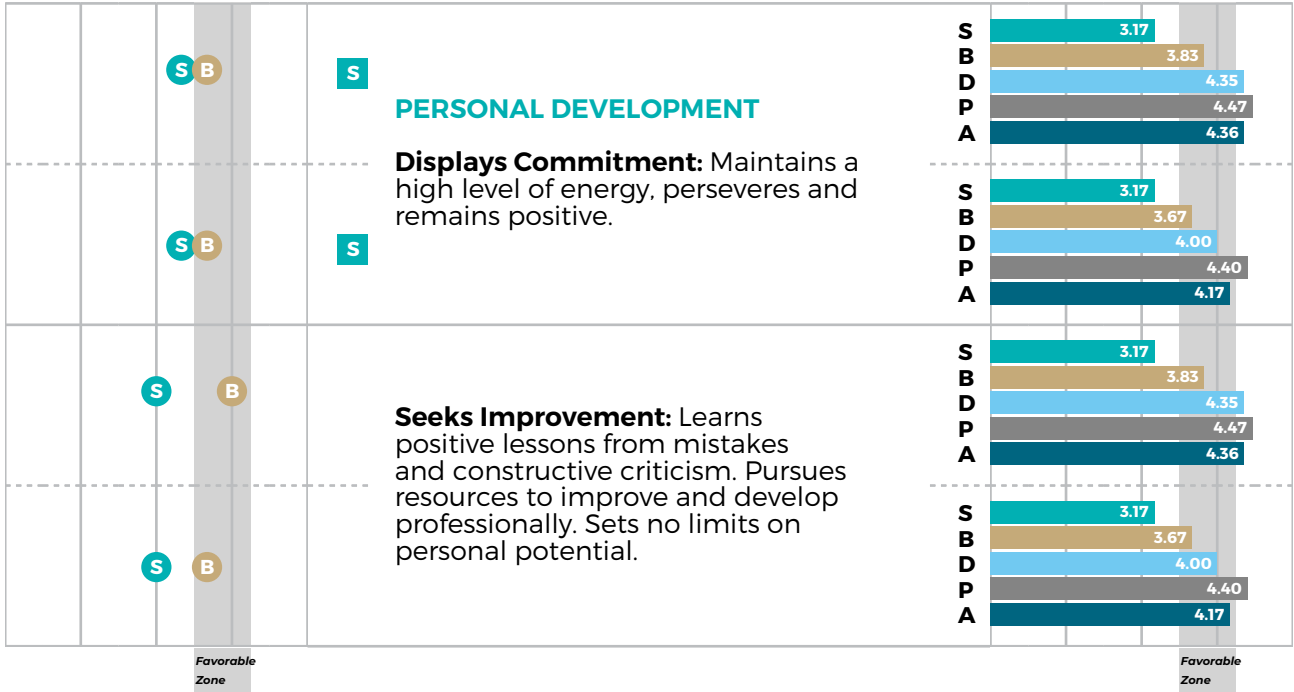 S B S
PERSONAL DEVELOPMENT
Displays Commitment: Maintains a
high level of energy, perseveres and
remains positive.
S 3.17
B 3.83
D 4.35
P 4.47
A 4.36
S B S
S 3.17
B 3.67
D 4.00
P 4.40
A 4.17
S B
Seeks Improvement: Learns
positive lessons from mistakes
and constructive criticism. Pursues
resources to improve and develop
professionally. Sets no limits on
personal potential.
S 3.17
B 3.83
D 4.35
P 4.47
A 4.36
S B
S 3.17
B 3.67
D 4.00
P 4.40
A 4.17
Favorable
Zone
Favorable
Zone